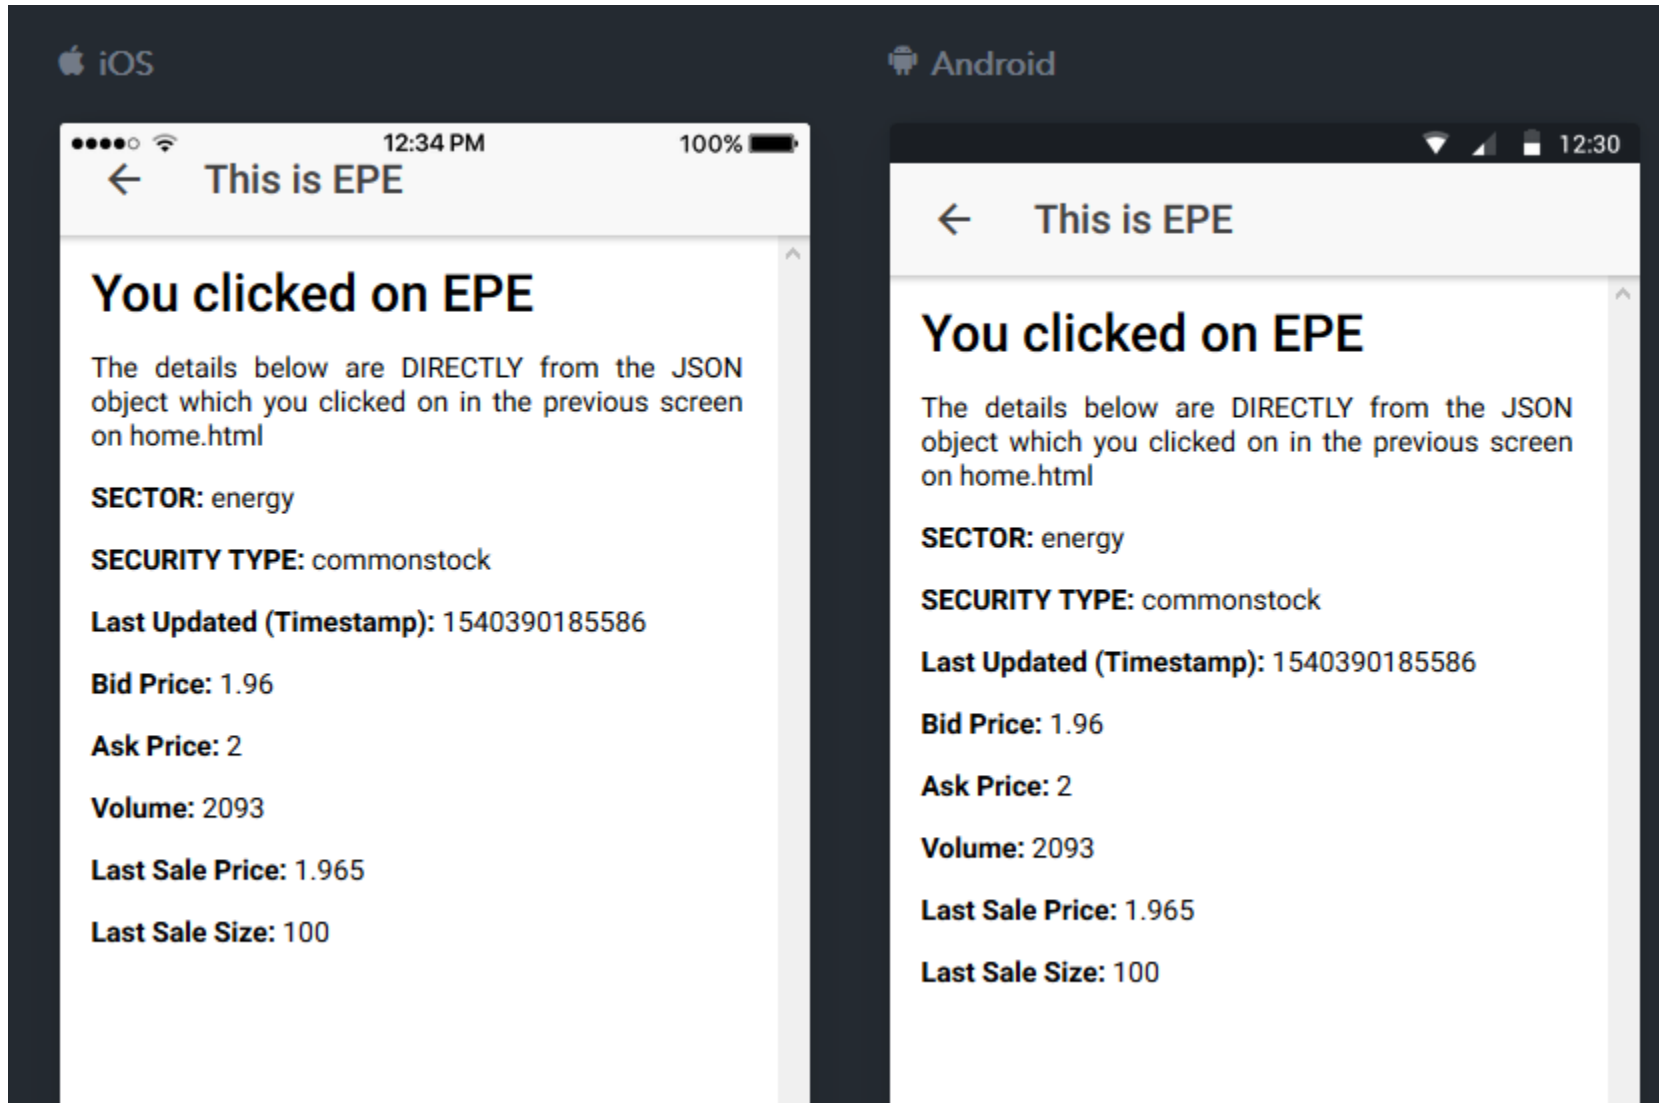 iOS
12:34 PM
100%
This is EPE
You clicked on EPE
The details below are DIRECTLY from the JSON
object which you clicked on in the previous screen
on home.html
SECTOR: energy
SECURITY TYPE: commonstock
Last Updated (Timestamp): 1540390185586
Bid Price: 1.96
Ask Price: 2
Volume: 2093
Last Sale Price: 1.965
Last Sale Size: 100
Android
12:30
This is EPE
You clicked on EPE
The details below are DIRECTLY from the JSON
object which you clicked on in the previous screen
on home.html
SECTOR: energy
SECURITY TYPE: commonstock
Last Updated (Timestamp): 1540390185586
Bid Price: 1.96
Ask Price: 2
Volume: 2093
Last Sale Price: 1.965
Last Sale Size: 100